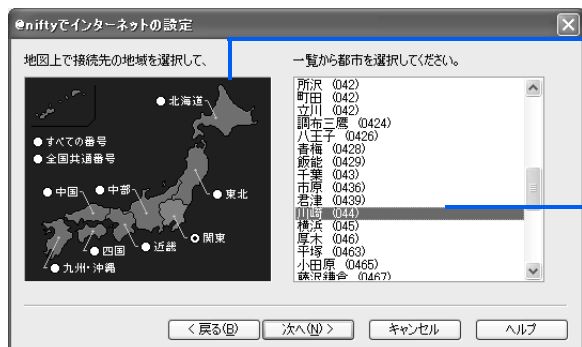 @niftyでインターネットの設定
地図上で接続先の地域を選択して、
一覧から都市を選択してください。
●北海道
●すべての番号
●全国共通番号
●中国
●中部
●東北
●関東
●近畿
●四国
●九州・沖縄
所沢 (042)
町田 (042)
立川 (042)
調布三鷹 (0424)
八王子 (0426)
青梅 (0428)
飯能 (0429)
千葉 (043)
市原 (0436)
君津 (0439)
川崎 (044)
横浜 (045)
厚木 (046)
平塚 (0463)
小田原 (0465)
藤沢鎌倉 (0467)
< 戻る(B)
次へ(N) >
キャンセル
ヘルプ